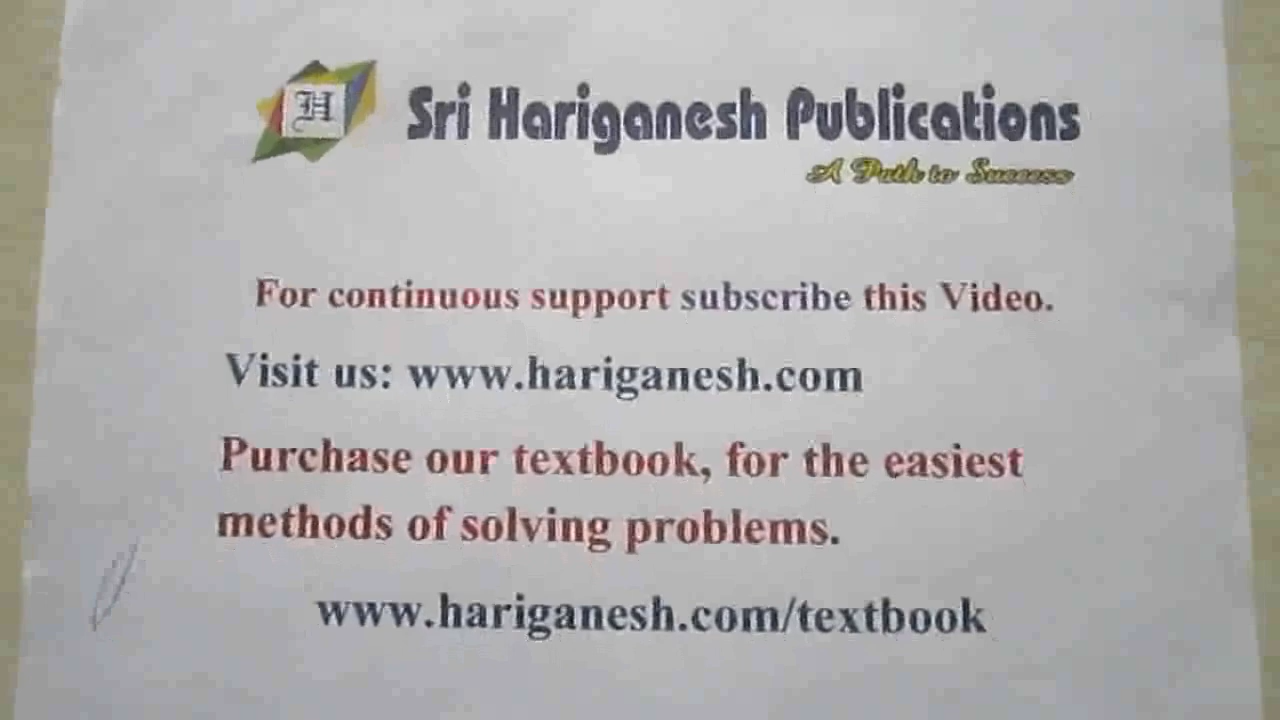 H
Sri Hariganesh Publications
A Path to Success
For continuous support subscribe this Video.
Visit us: www.hariganesh.com
Purchase our textbook, for the easiest
methods of solving problems.
www.hariganesh.com/textbook